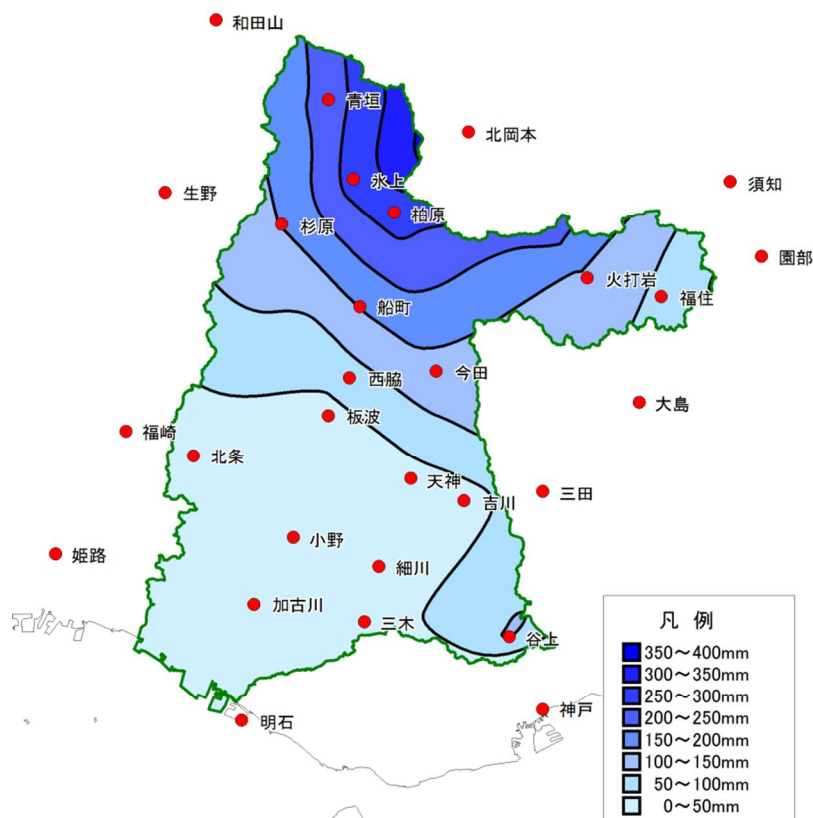 和田山
青垣
北岡本
氷上
須知
生野
柏原
杉原
園部
火打岩
福住
船町
今田
西脇
大島
板波
福崎
北条
天神
三田
吉川
小野
姫路
細川
加古川
三木
谷上
神戸
明石
凡 例
350～400mm
300～350mm
250～300mm
200～250mm
150～200mm
100～150mm
50～100mm
0～50mm